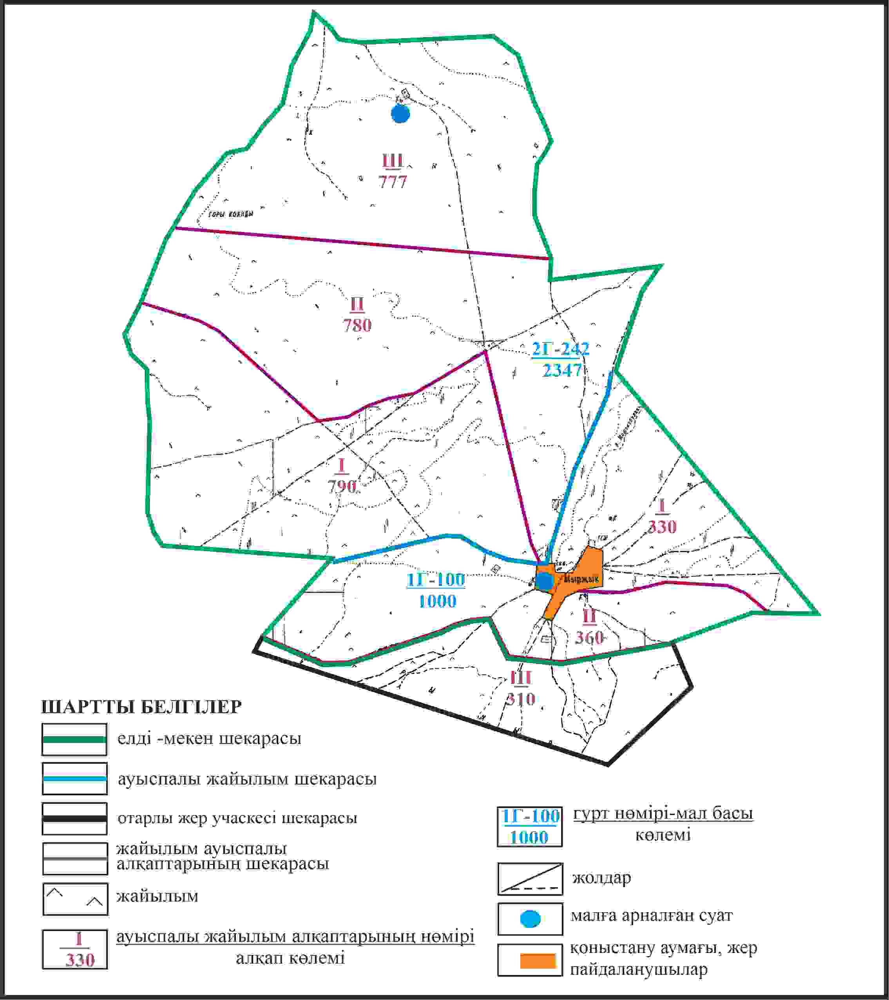 III
777
ГОРЫ КОЯНДЫ
II
780
2Г-242
2347
I
790
I
330
1Г-100
1000
Мыржык
II
360
III
310
ШАРТТЫ БЕЛГІЛЕР
елді -мекен шекарасы
ауыспалы жайылым шекарасы
отарлы жер учаскесі шекарасы
жайылым ауыспалы
алқаптарының шекарасы
жайылым
I
330
ауыспалы жайылым алқаптарының нөмірі
алқап көлемі
1Г-100
1000
гурт нөмірі-мал басы
көлемі
жолдар
малға арналған суат
қоныстану аумағы, жер
пайдаланушылар